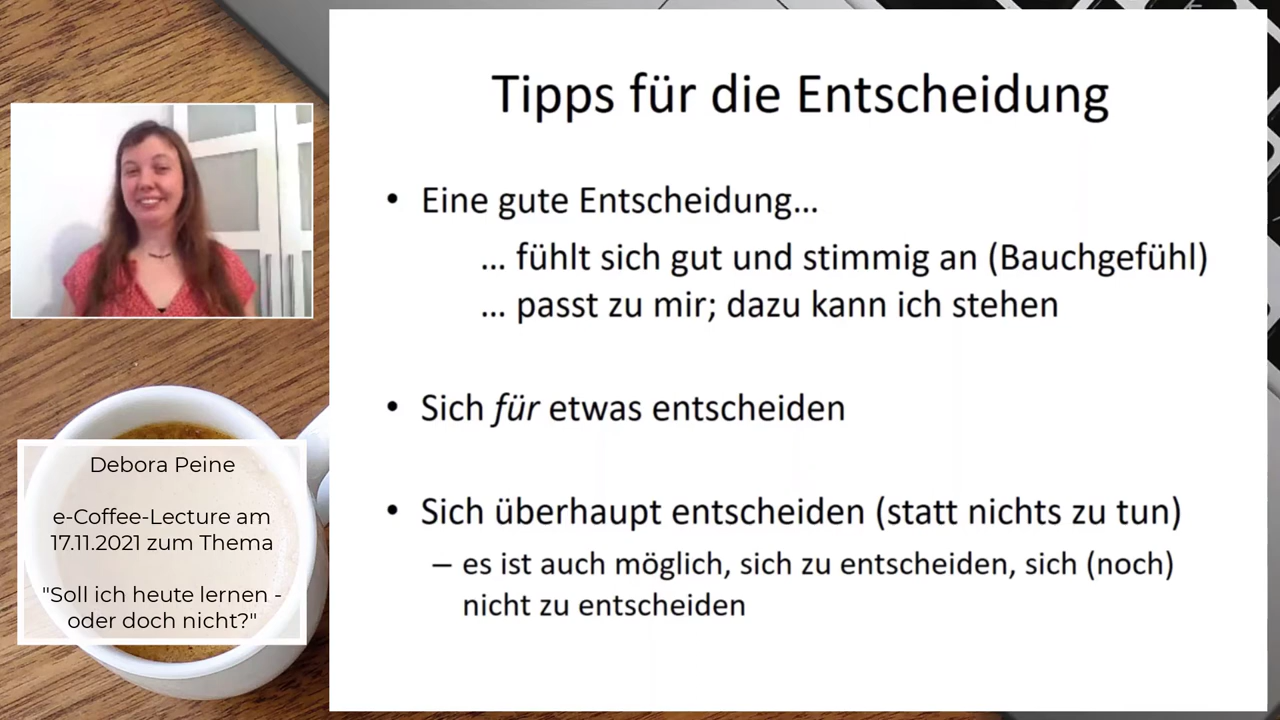 Tipps für die Entscheidung
• Eine gute Entscheidung...
... fühlt sich gut und stimmig an (Bauchgefühl)
... passt zu mir; dazu kann ich stehen
• Sich für etwas entscheiden
• Sich überhaupt entscheiden (statt nichts zu tun)
– es ist auch möglich, sich zu entscheiden, sich (noch)
nicht zu entscheiden
Debora Peine
e-Coffee-Lecture am
17.11.2021 zum Thema
"Soll ich heute lernen -
oder doch nicht?"